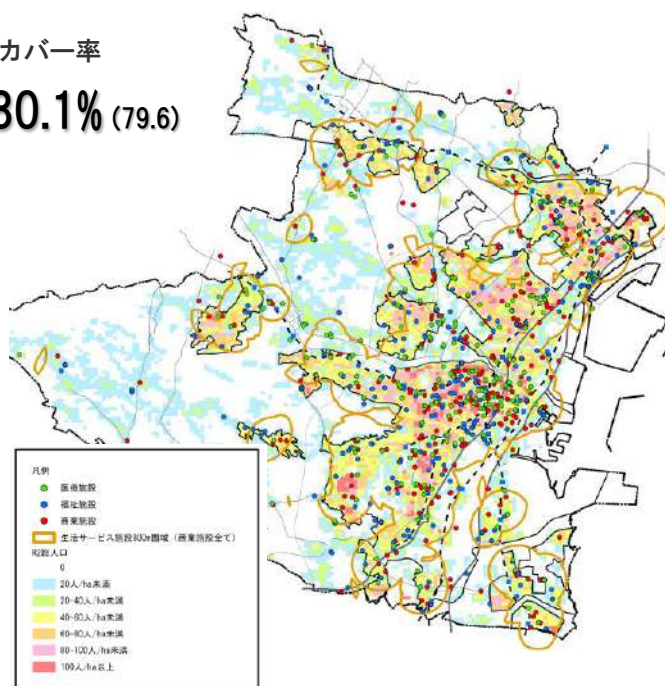 カバー率
80.1% (79.6)
凡例
医療施設
福祉施設
商業施設
生活サービス施設800m圏域（商業施設全て）
R2総人口
0
20人/ha未満
20-40人/ha未満
40-60人/ha未満
60-80人/ha未満
80-100人/ha未満
100人/ha以上